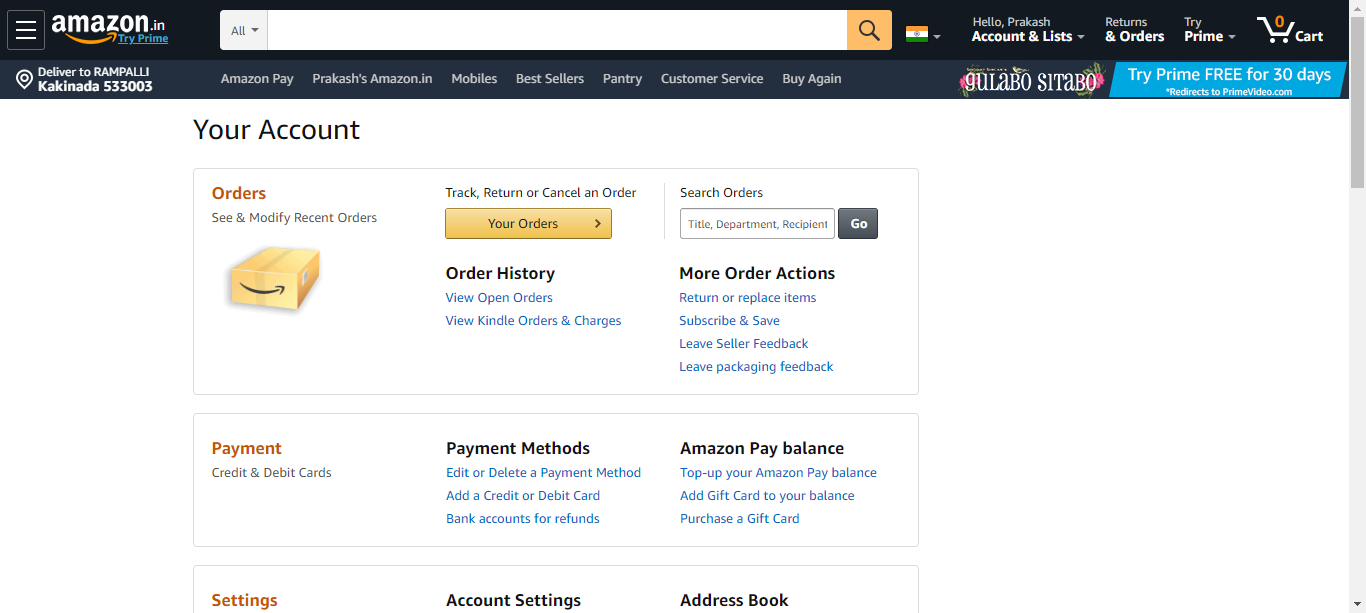 amazon.in
Try Prime
All
Hello, Prakash
Account & Lists
Returns
& Orders
Try
Prime
0
Cart
Deliver to RAMPALLI
Kakinada 533003
Amazon Pay
Prakash's Amazon.in
Mobiles
Best Sellers
Pantry
Customer Service
Buy Again
GULABO SITABO
Try Prime FREE for 30 days
*Redirects to PrimeVideo.com
Your Account
Orders
See & Modify Recent Orders
Track, Return or Cancel an Order
Your Orders
Search Orders
Title, Department, Recipient
Go
Order History
View Open Orders
View Kindle Orders & Charges
More Order Actions
Return or replace items
Subscribe & Save
Leave Seller Feedback
Leave packaging feedback
Payment
Credit & Debit Cards
Payment Methods
Edit or Delete a Payment Method
Add a Credit or Debit Card
Bank accounts for refunds
Amazon Pay balance
Top-up your Amazon Pay balance
Add Gift Card to your balance
Purchase a Gift Card
Settings
Account Settings
Address Book